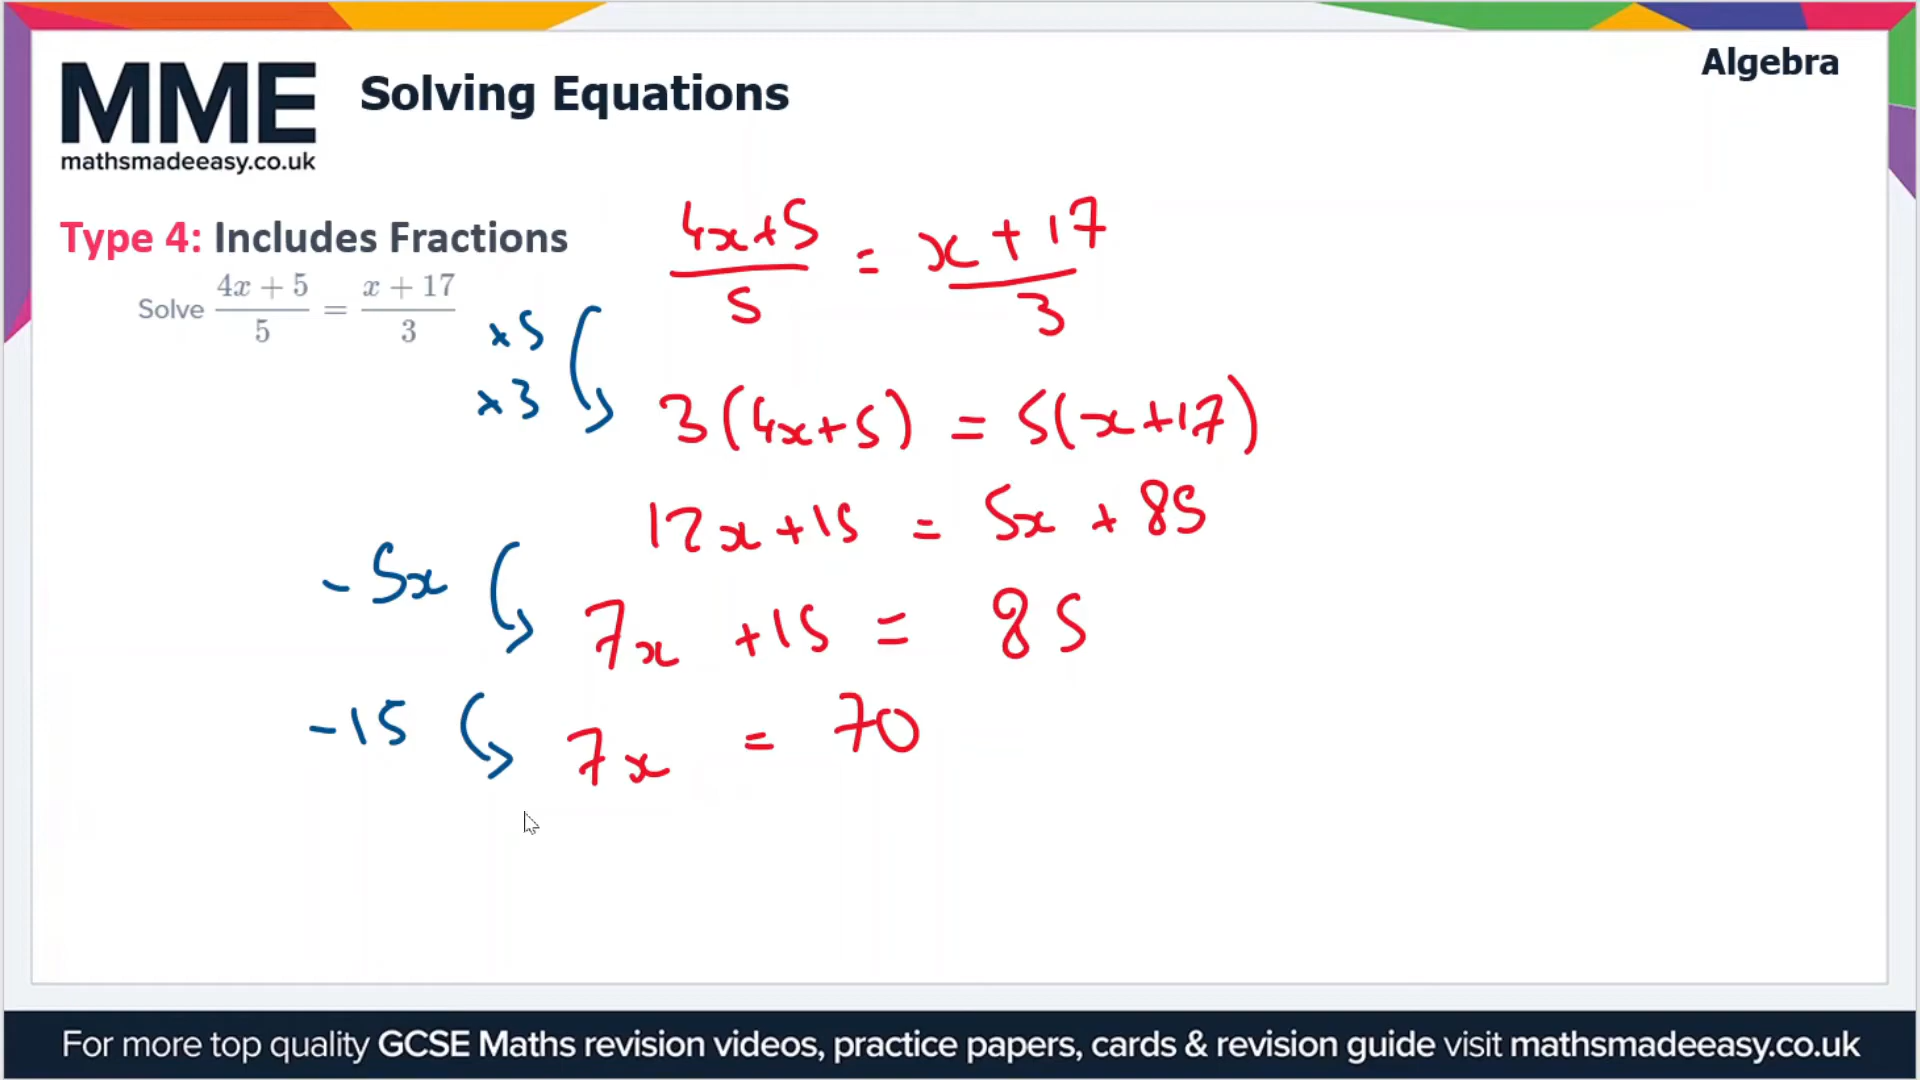 MME
mathsmadeeasy.co.uk
Solving Equations
Algebra
Type 4: Includes Fractions
Solve (4x + 5)/5 = (x + 17)/3
(4x+5)/5 = (x+17)/3
×5
×3
3(4x+5) = 5(x+17)
12x+15 = 5x + 85
-5x
7x +15 = 85
-15
7x = 70
For more top quality GCSE Maths revision videos, practice papers, cards & revision guide visit mathsmadeeasy.co.uk